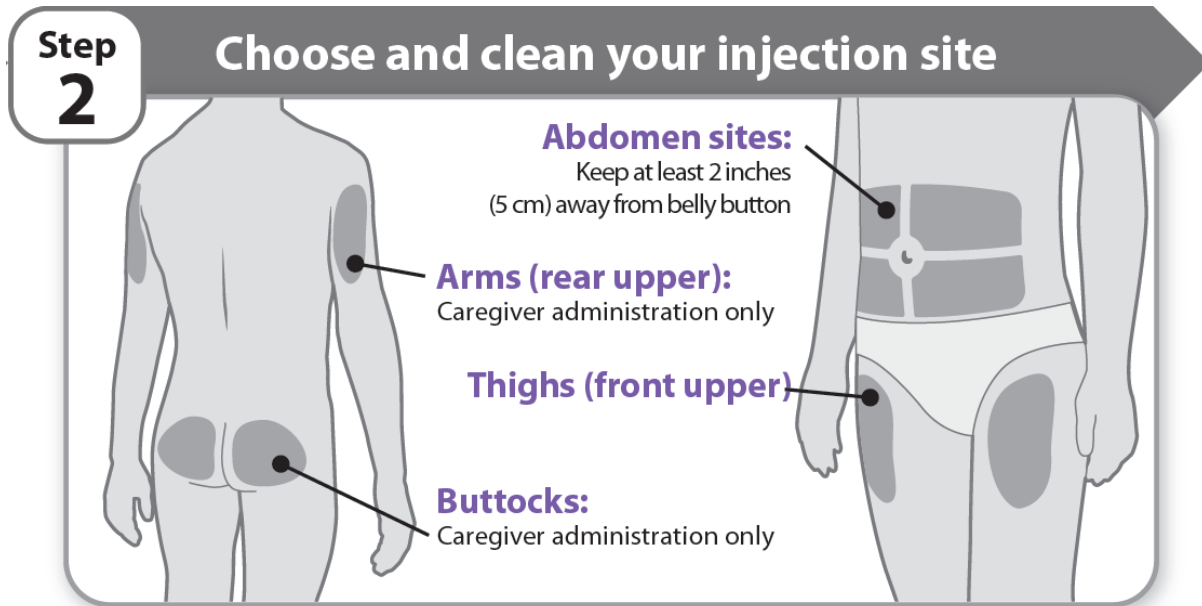 Step
2
Choose and clean your injection site
Abdomen sites:
Keep at least 2 inches
(5 cm) away from belly button
Arms (rear upper):
Caregiver administration only
Thighs (front upper)
Buttocks:
Caregiver administration only